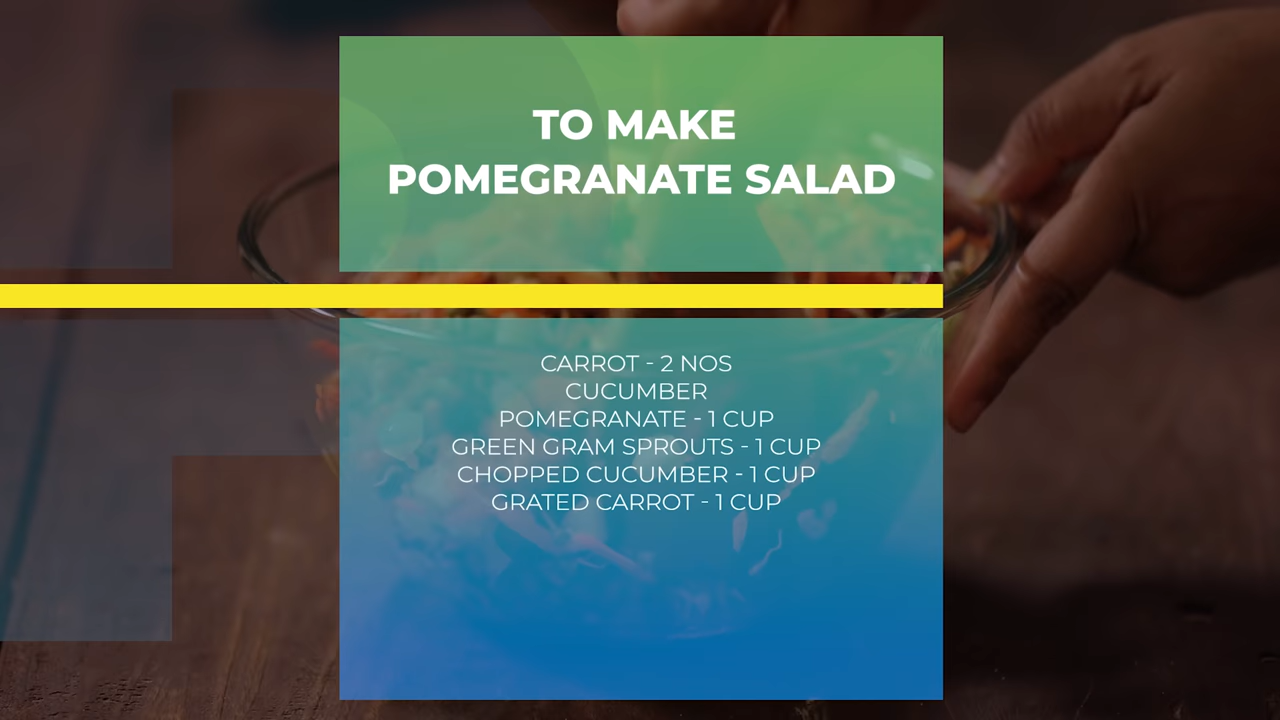 TO MAKE
POMEGRANATE SALAD
CARROT - 2 NOS
CUCUMBER
POMEGRANATE - 1 CUP
GREEN GRAM SPROUTS - 1 CUP
CHOPPED CUCUMBER - 1 CUP
GRATED CARROT - 1 CUP